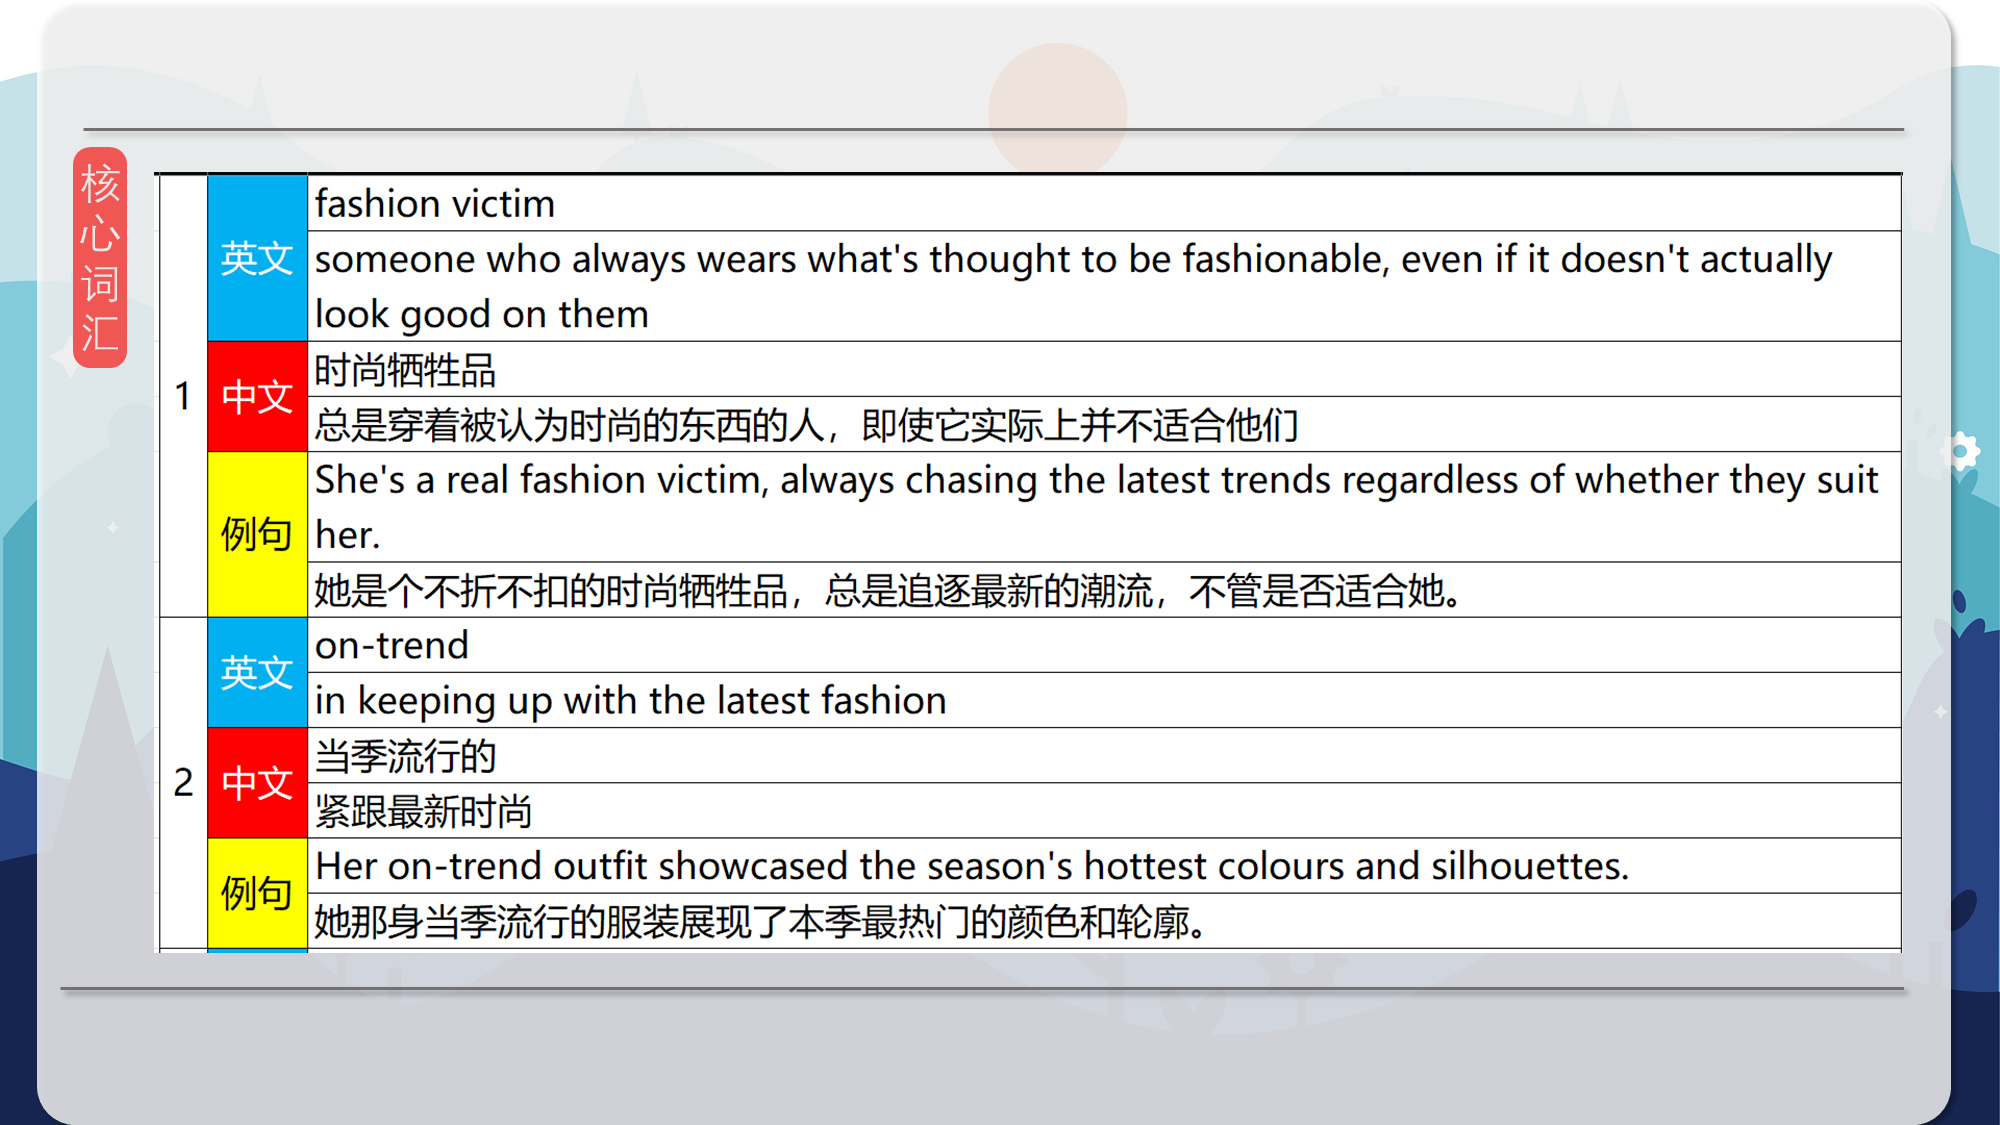 核心词汇
1
英文
fashion victim
someone who always wears what's thought to be fashionable, even if it doesn't actually
look good on them
中文
时尚牺牲品
总是穿着被认为时尚的东西的人，即使它实际上并不适合他们
例句
She's a real fashion victim, always chasing the latest trends regardless of whether they suit
her.
她是个不折不扣的时尚牺牲品，总是追逐最新的潮流，不管是否适合她。
2
英文
on-trend
in keeping up with the latest fashion
中文
当季流行的
紧跟最新时尚
例句
Her on-trend outfit showcased the season's hottest colours and silhouettes.
她那身当季流行的服装展现了本季最热门的颜色和轮廓。